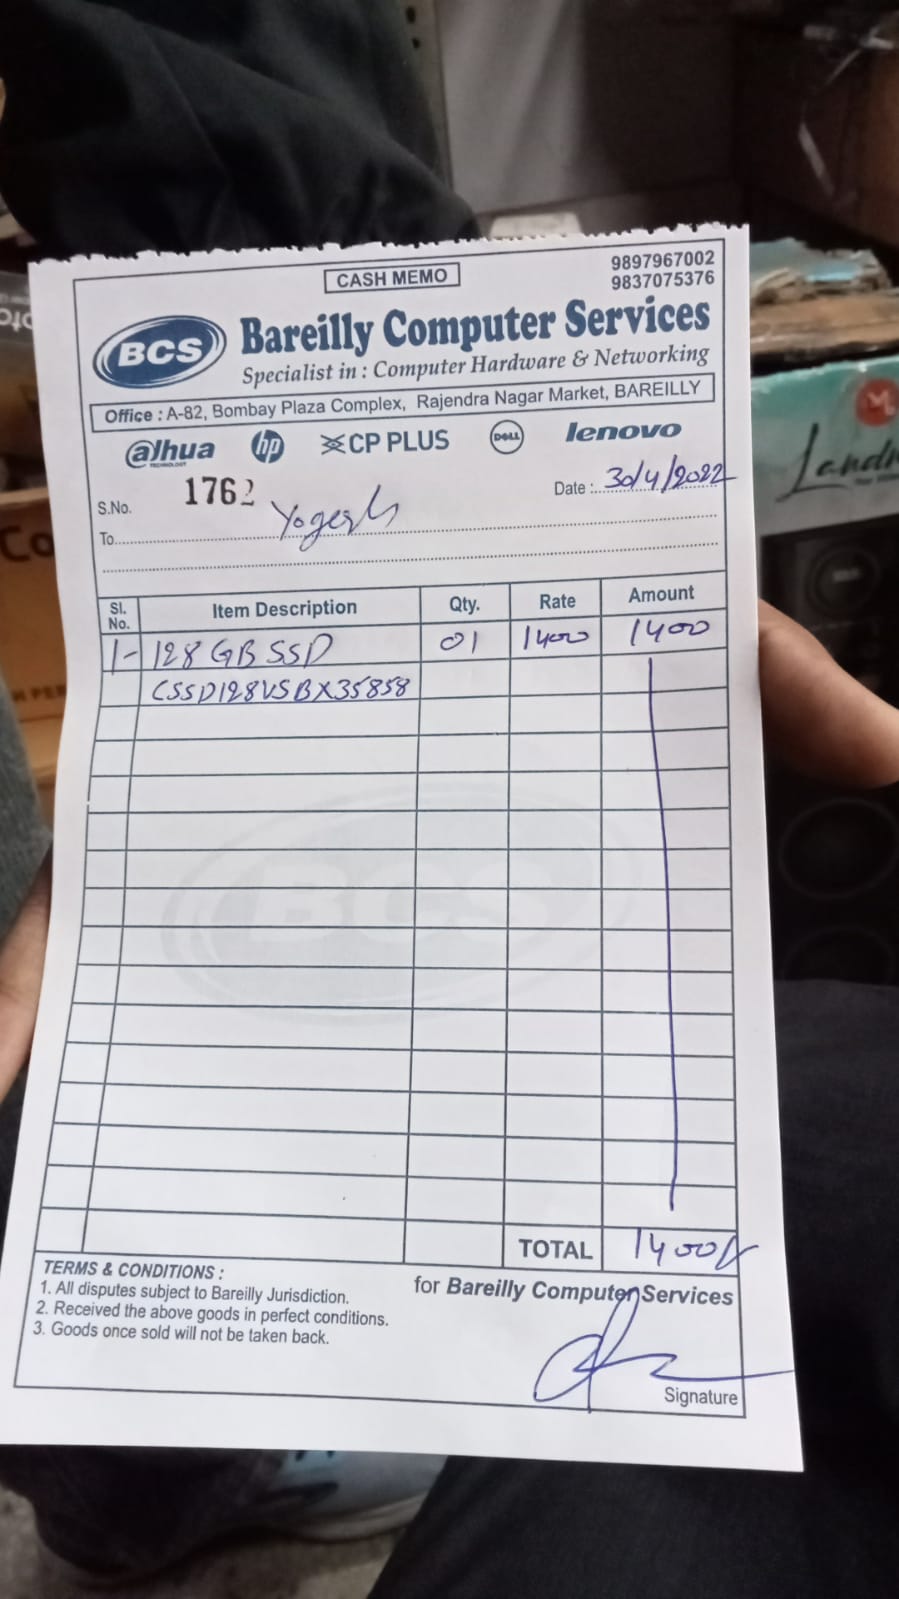 CASH MEMO
9897967002
9837075376
BCS
Bareilly Computer Services
Specialist in : Computer Hardware & Networking
Office : A-82, Bombay Plaza Complex, Rajendra Nagar Market, BAREILLY
alhua TECHNOLOGY hp CP PLUS DELL lenovo
S.No. 1762 Date : 30/4/2022
To Yogesh
Sl. No. Item Description Qty. Rate Amount
1- 128 GB SSD 01 1400 1400
CSSD128VSBX35858
BCS
TOTAL 1400/-
TERMS & CONDITIONS :
1. All disputes subject to Bareilly Jurisdiction.
2. Received the above goods in perfect conditions.
3. Goods once sold will not be taken back.
for Bareilly Computer Services
Signature